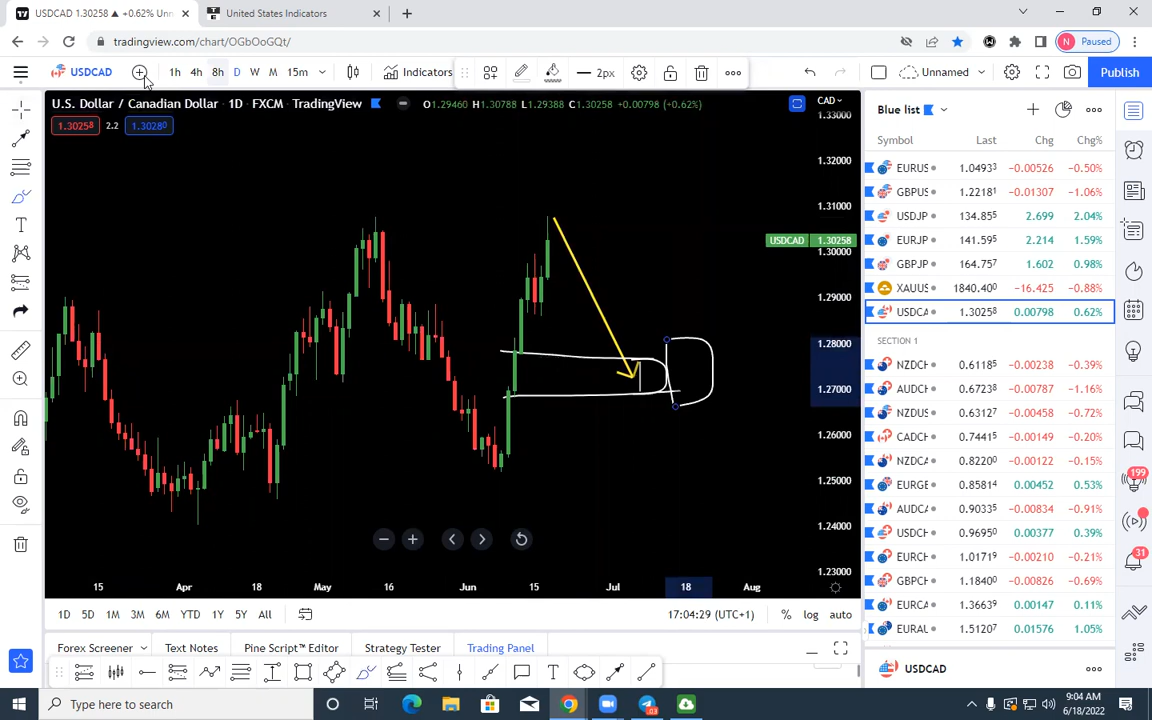 USDCAD 1.30258 ▲ +0.62% Unn
United States Indicators
tradingview.com/chart/OGbOoGQt/
N Paused
USDCAD 1h 4h 8h D W M 15m Indicators 2px Unnamed Publish
U.S. Dollar / Canadian Dollar · 1D · FXCM · TradingView O1.29460 H1.30788 L1.29388 C1.30258 +0.00798 (+0.62%) CAD
1.30258 2.2 1.30280
1.33000
1.32000
1.31000
USDCAD 1.30258
1.30000
1.29000
1.28000
1.27000
1.26000
1.25000
1.24000
1.23000
15 Apr 18 May 16 Jun 15 Jul 18 Aug
1D 5D 1M 3M 6M YTD 1Y 5Y All 17:04:29 (UTC+1) % log auto
Forex Screener Text Notes Pine Script™ Editor Strategy Tester Trading Panel
Blue list
Symbol Last Chg Chg%
EURUS 1.04933 -0.00526 -0.50%
GBPUS 1.22181 -0.01307 -1.06%
USDJP 134.855 2.699 2.04%
EURJP 141.595 2.214 1.59%
GBPJP 164.757 1.602 0.98%
XAUUS 1840.400 -16.425 -0.88%
USDCA 1.30258 0.00798 0.62%
SECTION 1
NZDCH 0.61185 -0.00238 -0.39%
AUDCH 0.67238 -0.00787 -1.16%
NZDUS 0.63127 -0.00458 -0.72%
CADCH 0.74415 -0.00149 -0.20%
NZDCA 0.82200 -0.00122 -0.15%
EURGB 0.85814 0.00452 0.53%
AUDCA 0.90335 -0.00834 -0.91%
USDCH 0.96950 0.00377 0.39%
EURCH 1.01719 -0.00210 -0.21%
GBPCH 1.18400 -0.00826 -0.69%
EURCA 1.36639 0.00147 0.11%
EURAU 1.51207 0.01576 1.05%
USDCAD
199
31
Type here to search
03
9:04 AM
6/18/2022